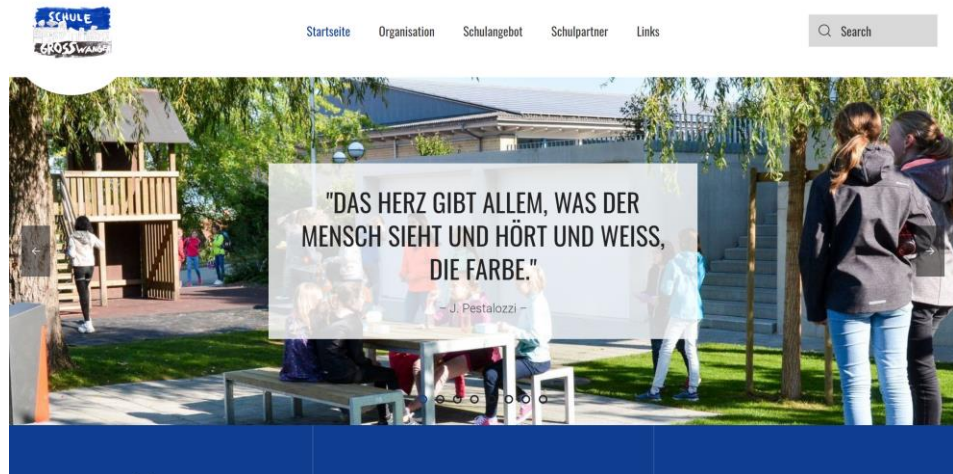 SCHULE
GROSSWANGEN
Startseite
Organisation
Schulangebot
Schulpartner
Links
Search
"DAS HERZ GIBT ALLEM, WAS DER
MENSCH SIEHT UND HÖRT UND WEISS,
DIE FARBE."
– J. Pestalozzi –